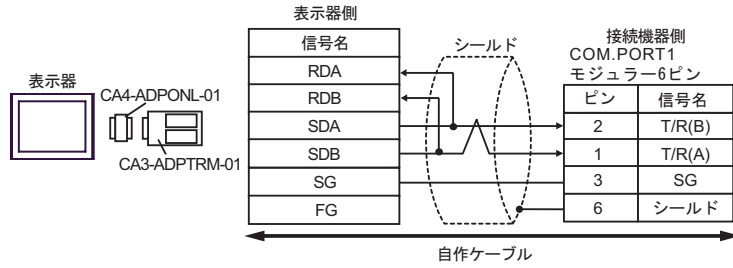 表示器側
接続機器側
COM.PORT1
モジュラー6ピン
表示器
CA4-ADPONL-01
CA3-ADPTRM-01
信号名
RDA
RDB
SDA
SDB
SG
FG
シールド
ピン 信号名
2 T/R(B)
1 T/R(A)
3 SG
6 シールド
自作ケーブル